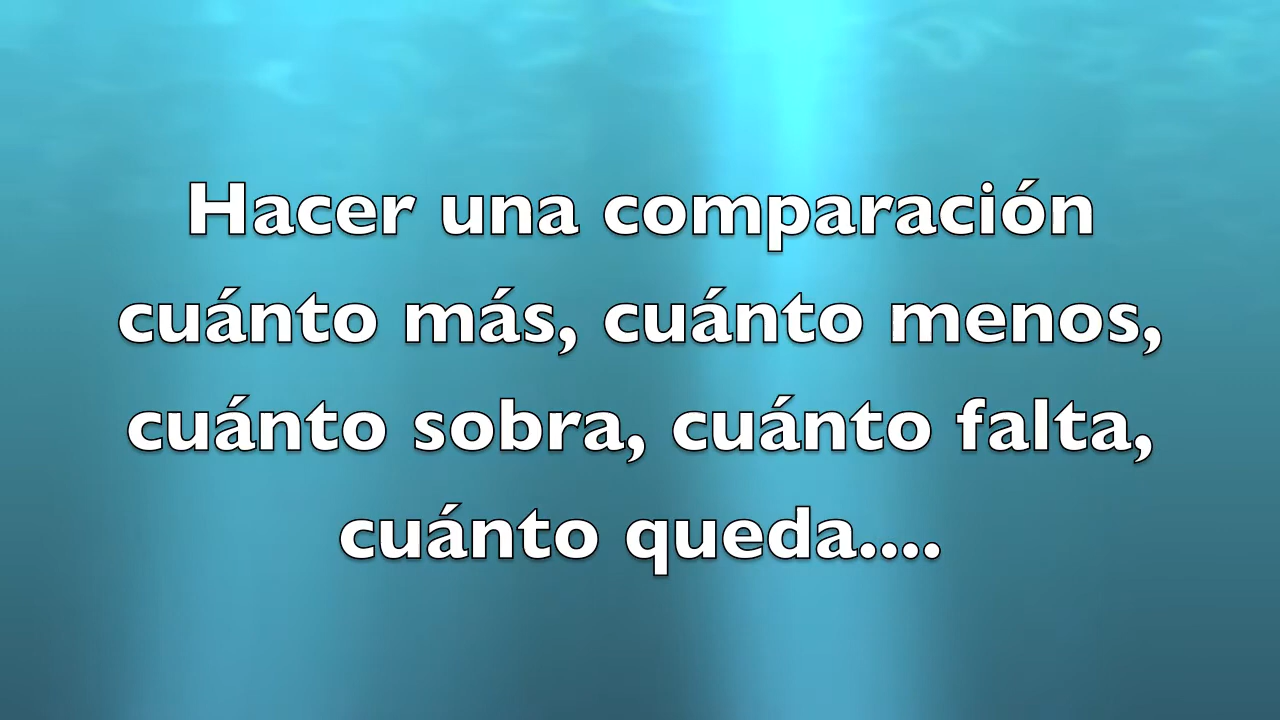 Hacer una comparación
cuánto más, cuánto menos,
cuánto sobra, cuánto falta,
cuánto queda....